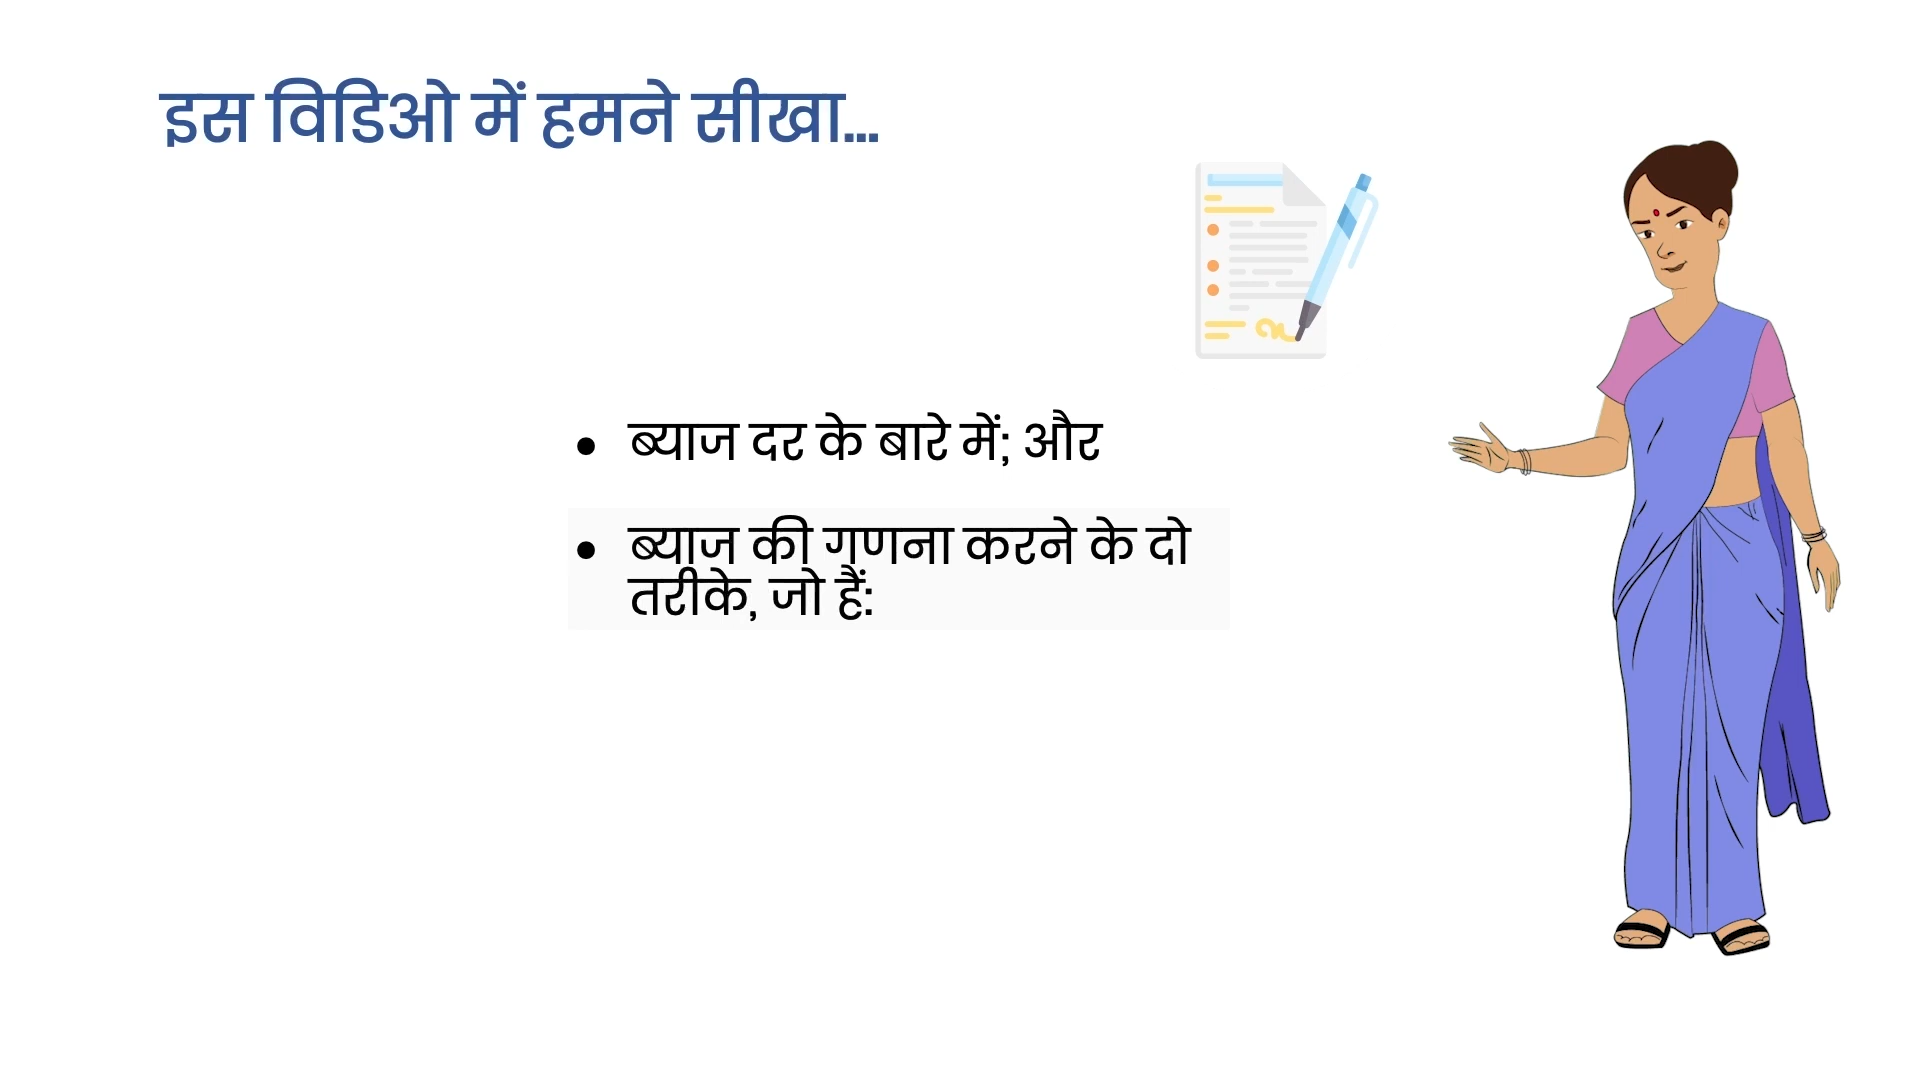 इस विडिओ में हमने सीखा...
• ब्याज दर के बारे में; और
• ब्याज की गणना करने के दो
तरीके, जो हैं: